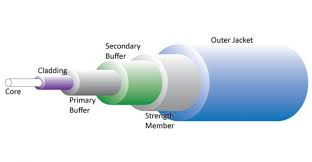 Outer Jacket
Secondary
Buffer
Cladding
Core
Primary
Buffer
Strength
Member